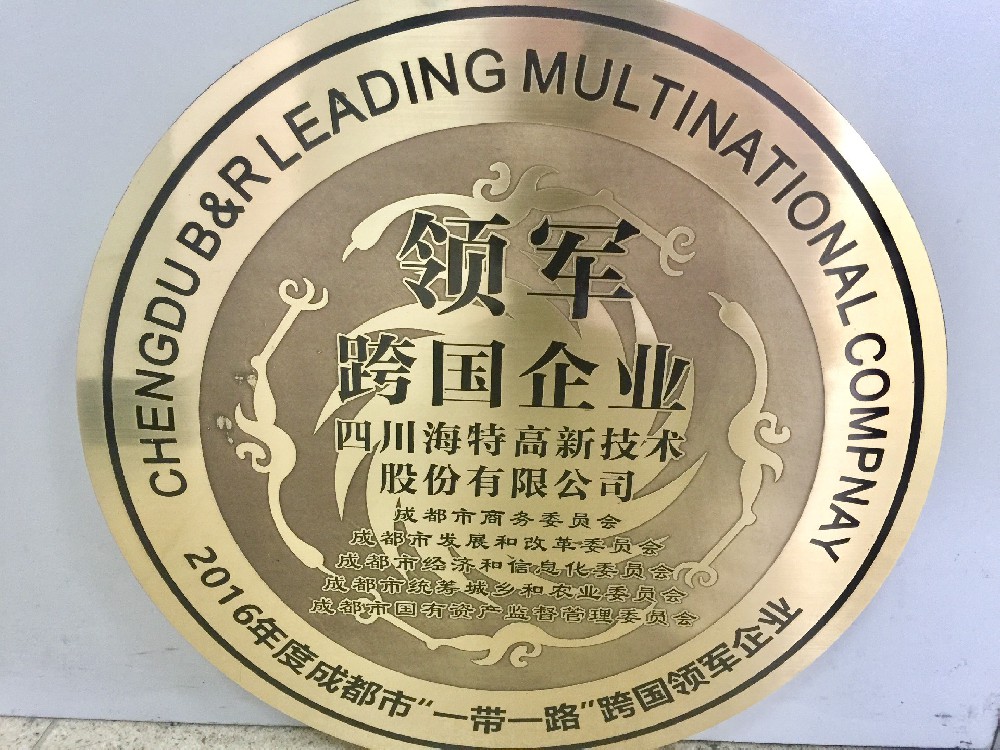 CHENGDU B&R LEADING MULTINATIONAL COMPNAY
领军
跨国企业
四川海特高新技术
股份有限公司
成都市商务委员会
成都市发展和改革委员会
成都市经济和信息化委员会
成都市统筹城乡和农业委员会
成都市国有资产监督管理委员会
2016年度成都市"一带一路"跨国领军企业